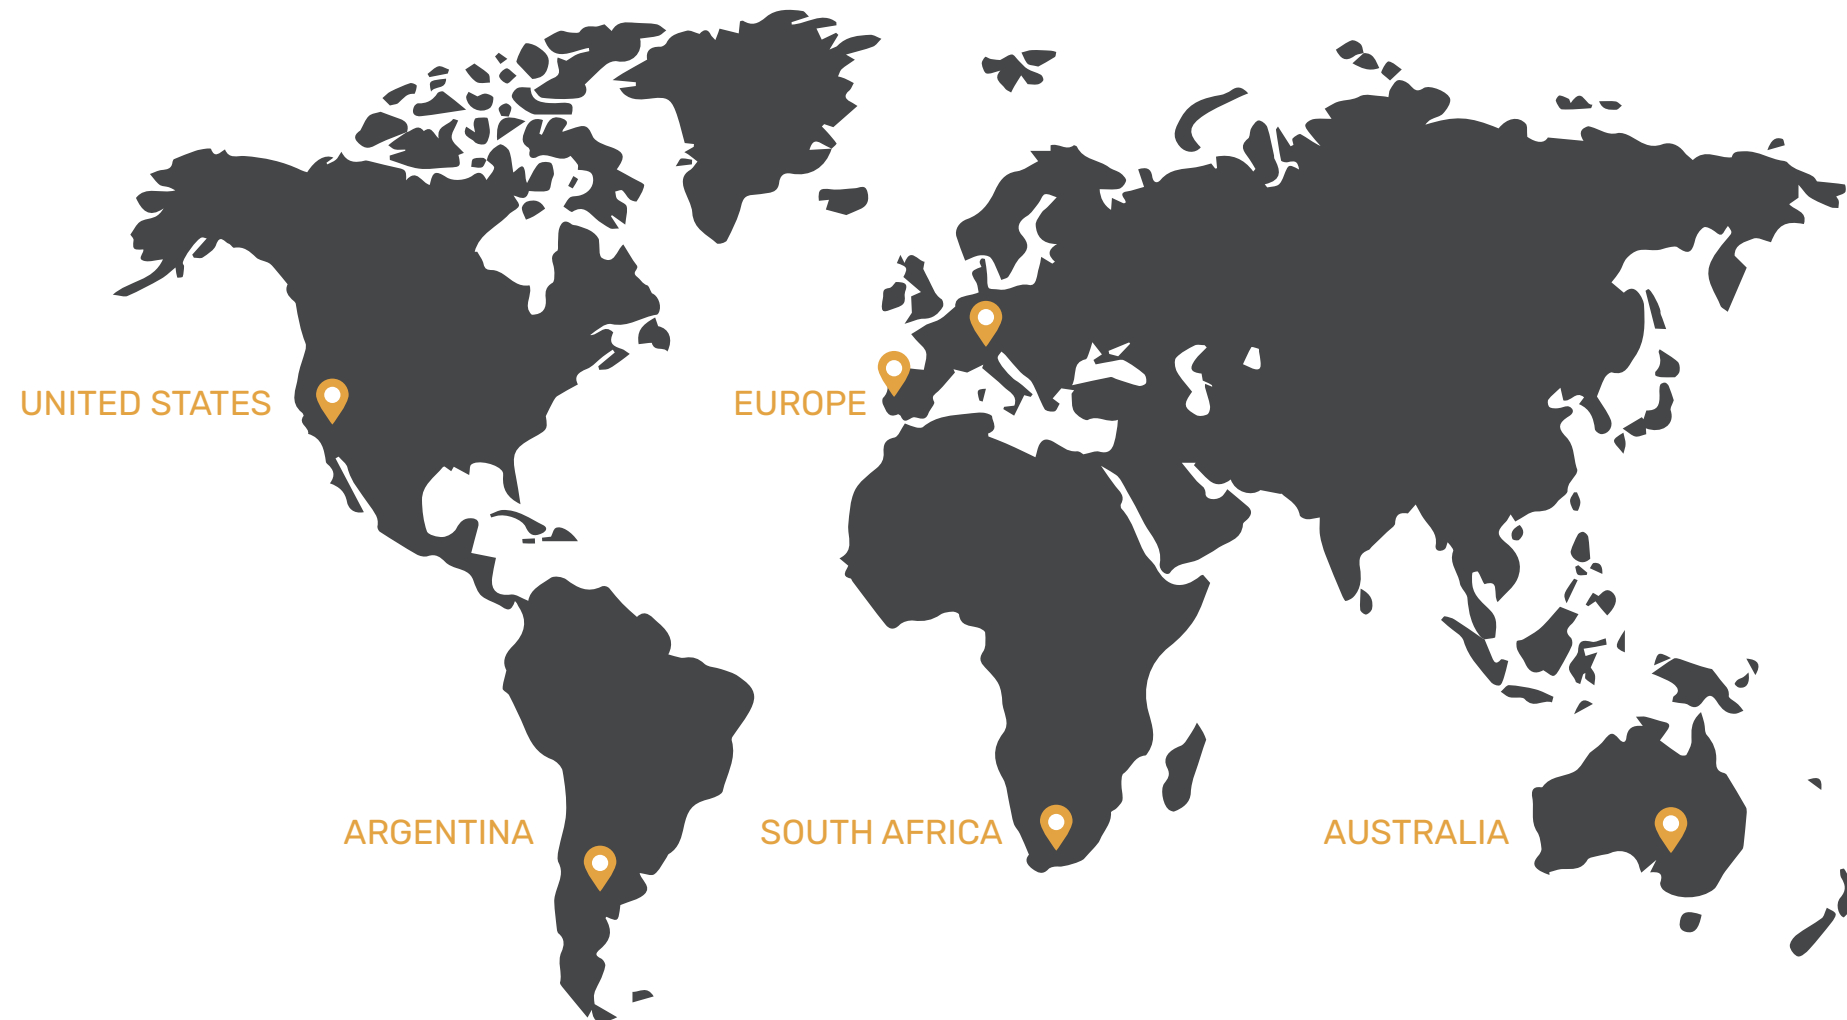 UNITED STATES
EUROPE
ARGENTINA
SOUTH AFRICA
AUSTRALIA